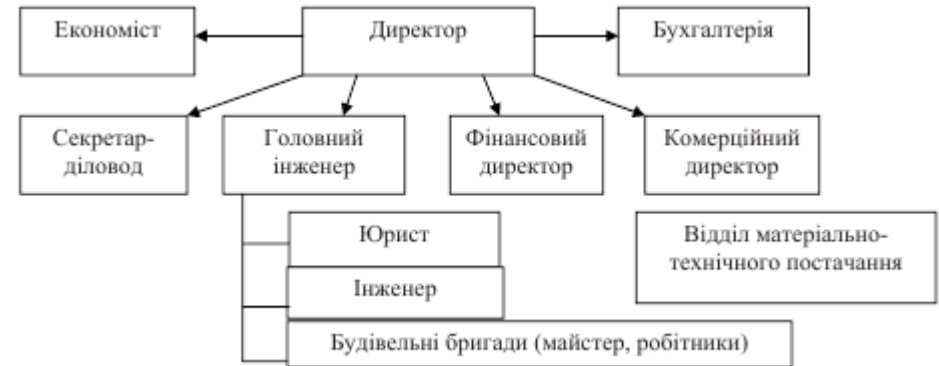 Економіст
Директор
Бухгалтерія
Секретар-
діловод
Головний
інженер
Фінансовий
директор
Комерційний
директор
Юрист
Відділ матеріально-
технічного постачання
Інженер
Будівельні бригади (майстер, робітники)